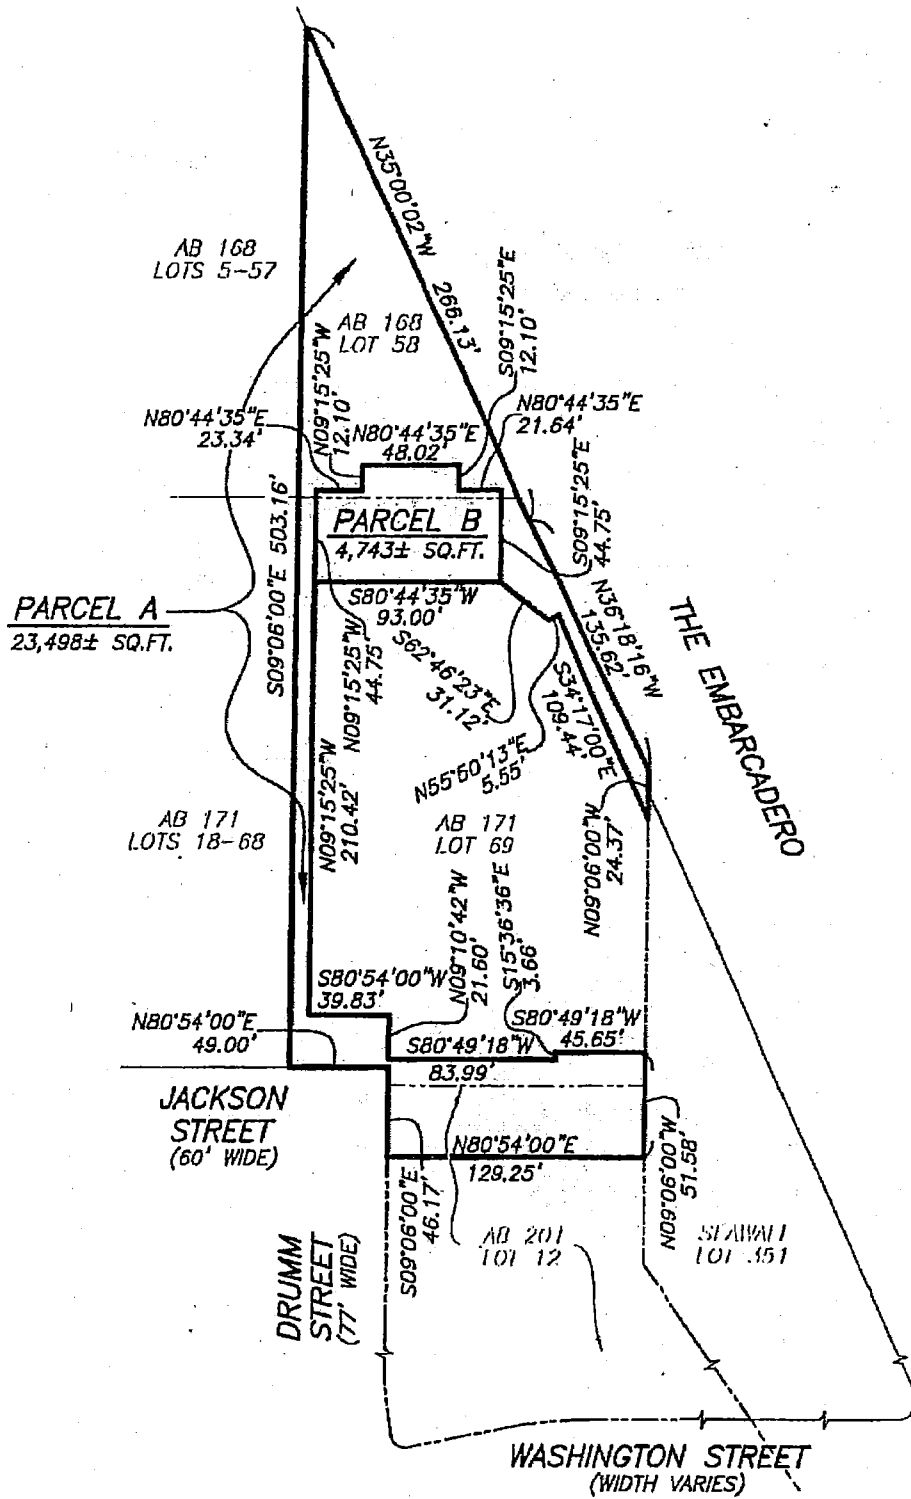 N35°00'02"W
266.13'
AB 168
LOTS 5-57
AB 168
LOT 58
S09°15'25"E
12.10'
N09°15'25"W
12.10'
N80°44'35"E
23.34'
N80°44'35"E
48.02'
N80°44'35"E
21.64'
S09°15'25"E
44.75'
PARCEL B
4,743± SQ.FT.
S09°06'00"E 503.16'
PARCEL A
23,498± SQ.FT.
S80°44'35"W
93.00'
N09°15'25"W
44.75'
S62°46'23"E
31.12'
N36°18'16"W
135.62'
THE EMBARCADERO
S34°17'00"E
109.44'
N55°50'13"E
5.55'
N09°15'25"W
210.42'
AB 171
LOTS 18-68
AB 171
LOT 69
N09°06'00"W
24.37'
N09°10'42"W
21.60'
S15°36'36"E
3.66'
S80°54'00"W
39.83'
N80°54'00"E
49.00'
S80°49'18"W
83.99'
S80°49'18"W
45.65'
JACKSON
STREET
(60' WIDE)
N80°54'00"E
129.25'
S09°06'00"E
46.17'
N09°06'00"W
51.58'
AB 201
LOT 12
SEAWALL
LOT 351
DRUMM
STREET
(77' WIDE)
WASHINGTON STREET
(WIDTH VARIES)